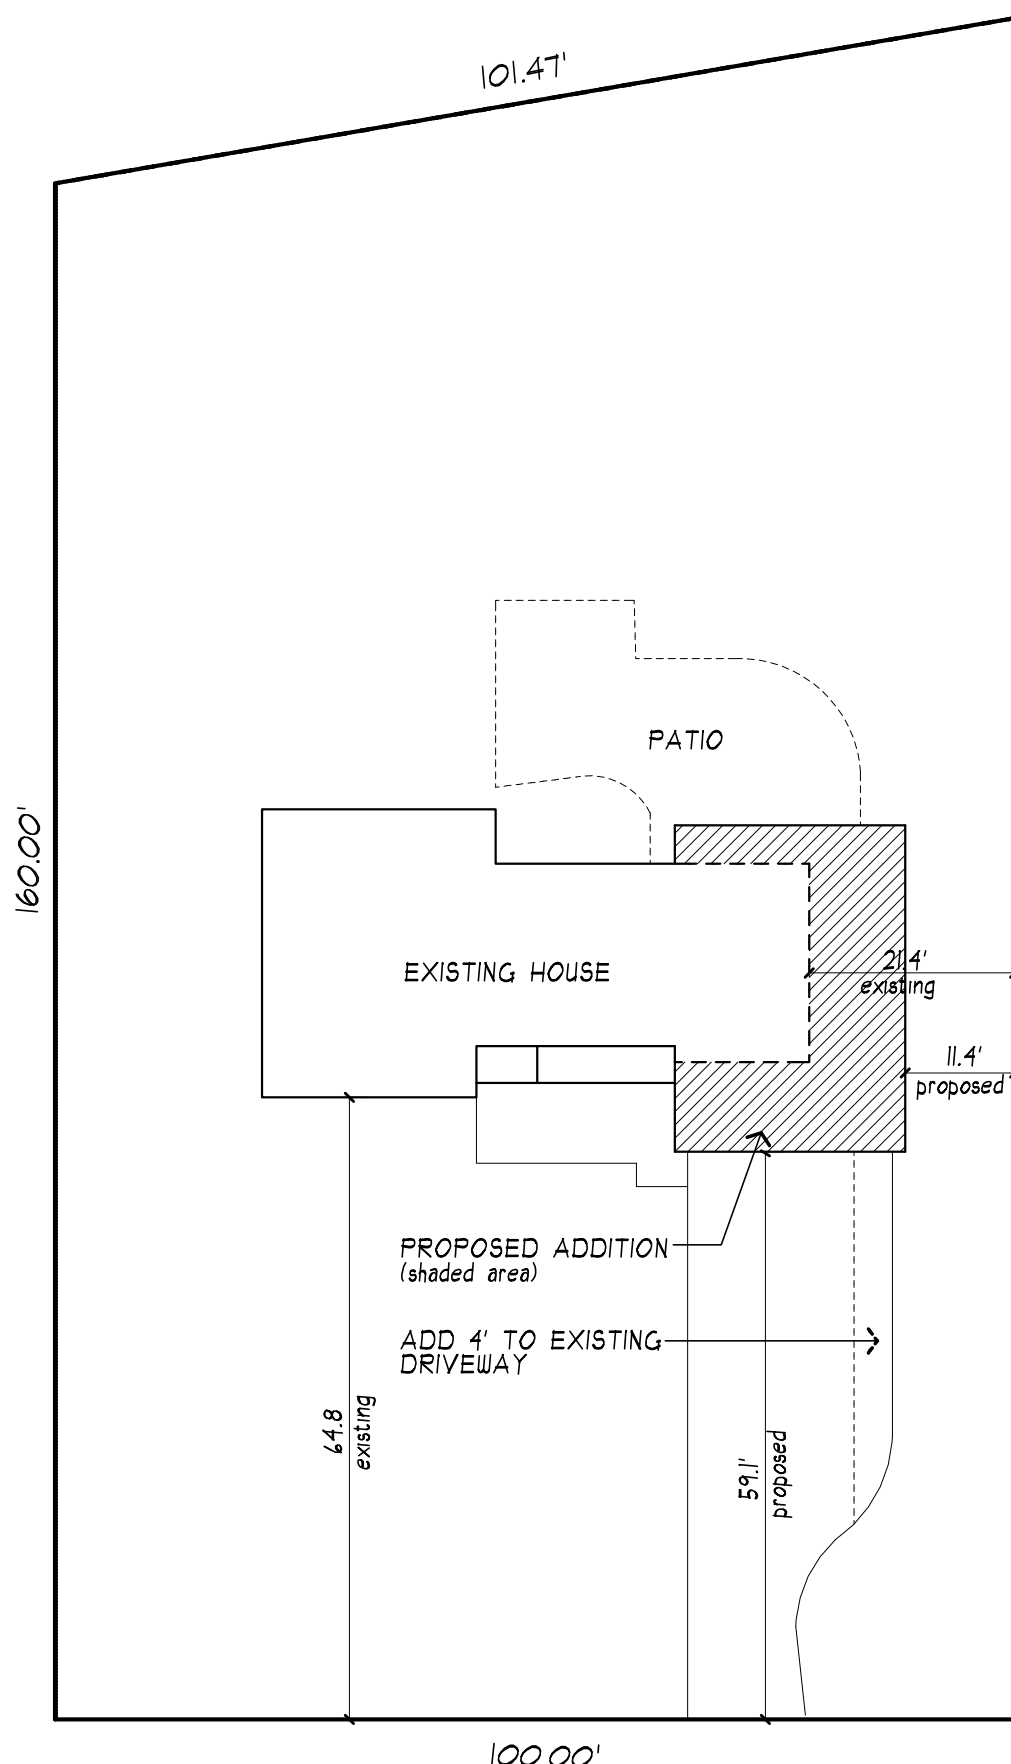 101.47'
160.00'
PATIO
EXISTING HOUSE
21.4'
existing
11.4'
proposed
PROPOSED ADDITION
(shaded area)
ADD 4' TO EXISTING
DRIVEWAY
64.8
existing
59.1'
proposed
100.00'